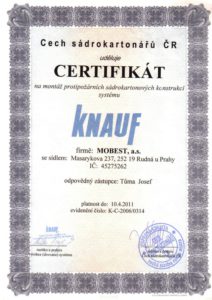 Cech sádrokartonářů ČR
uděluje
CERTIFIKÁT
na montáž protipožárních sádrokartonových konstrukcí
systému
KNAUF
firmě: MOBEST, a.s.
se sídlem: Masarykova 237, 252 19 Rudná u Prahy
IČ: 45275262
odpovědný zástupce: Tůma Josef
platnost do: 10.4.2011
evidenční číslo: K-C-2006/0314
KNAUF